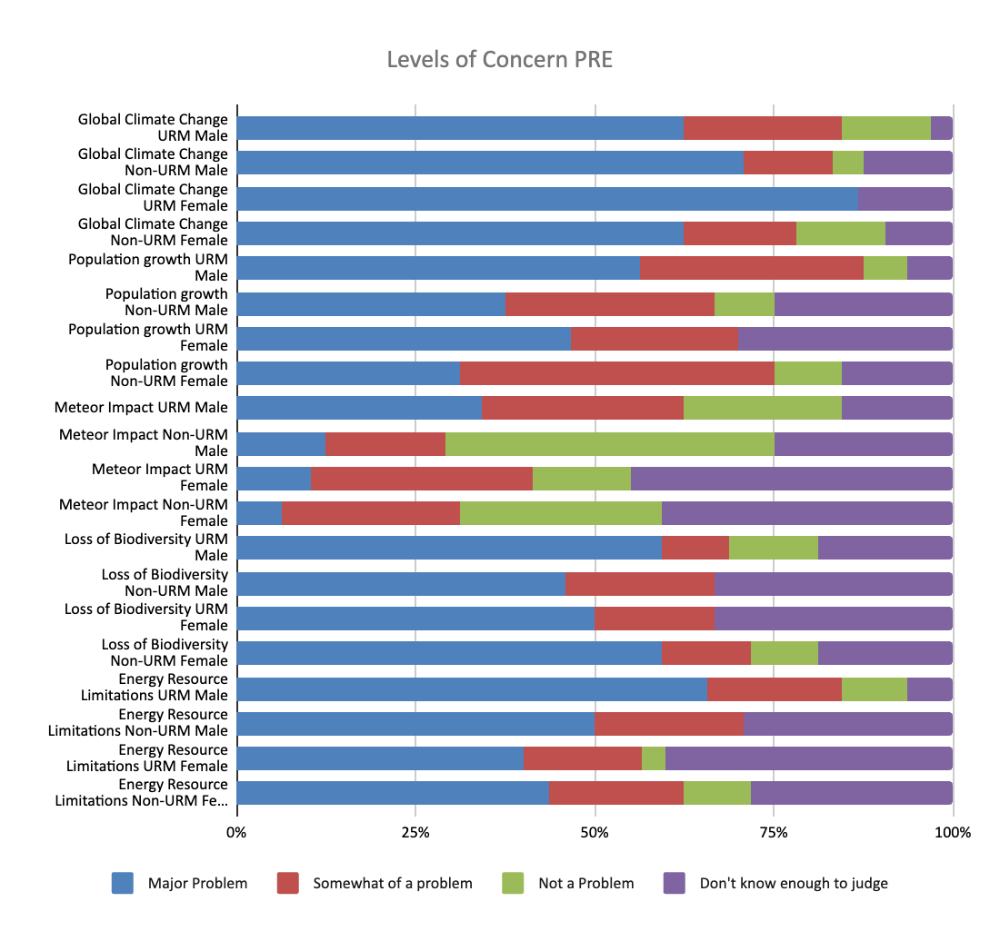 Levels of Concern PRE
Global Climate Change
URM Male
Global Climate Change
Non-URM Male
Global Climate Change
URM Female
Global Climate Change
Non-URM Female
Population growth URM
Male
Population growth
Non-URM Male
Population growth URM
Female
Population growth
Non-URM Female
Meteor Impact URM Male
Meteor Impact Non-URM
Male
Meteor Impact URM
Female
Meteor Impact Non-URM
Female
Loss of Biodiversity URM
Male
Loss of Biodiversity
Non-URM Male
Loss of Biodiversity URM
Female
Loss of Biodiversity
Non-URM Female
Energy Resource
Limitations URM Male
Energy Resource
Limitations Non-URM Male
Energy Resource
Limitations URM Female
Energy Resource
Limitations Non-URM Fe...
0% 25% 50% 75% 100%
Major Problem Somewhat of a problem Not a Problem Don't know enough to judge